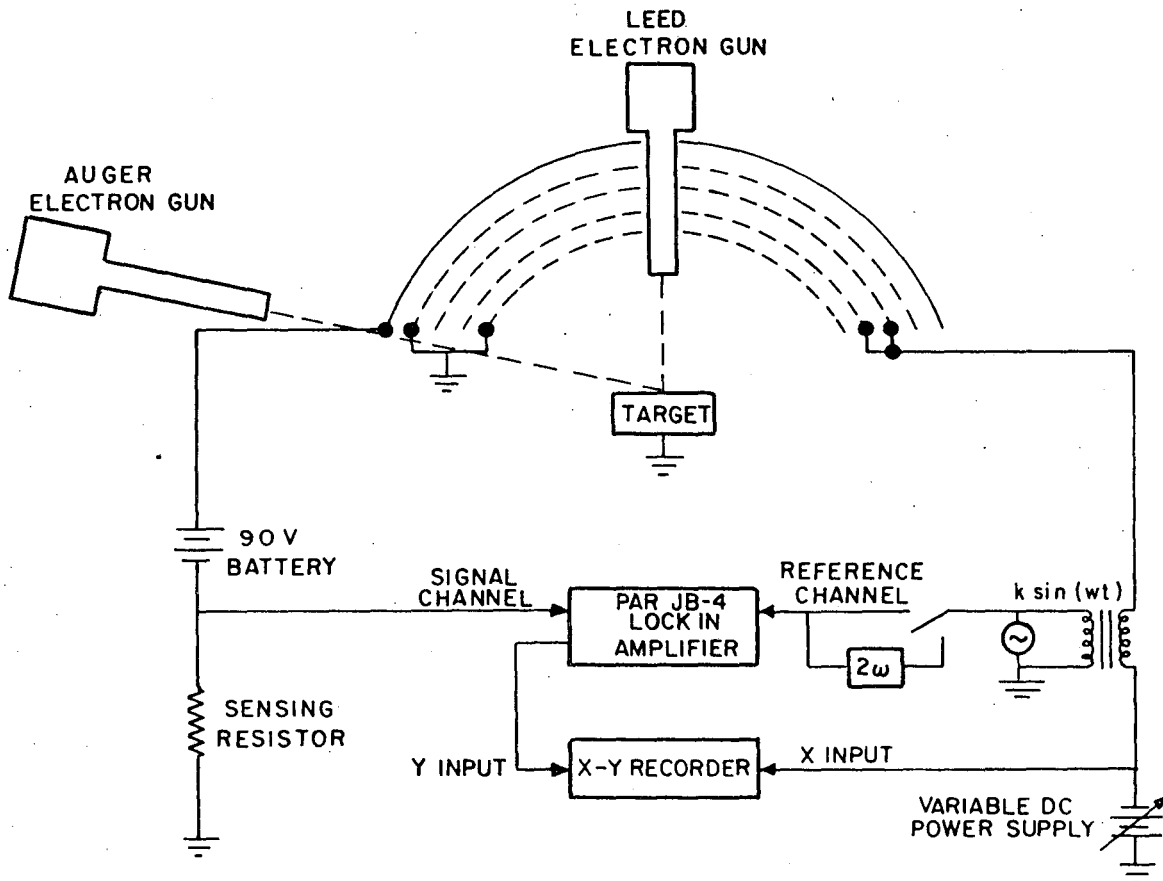 LEED
ELECTRON GUN
AUGER
ELECTRON GUN
TARGET
90 V
BATTERY
SIGNAL
CHANNEL
PAR JB-4
LOCK IN
AMPLIFIER
REFERENCE
CHANNEL
k sin (wt)
2ω
SENSING
RESISTOR
Y INPUT
X-Y RECORDER
X INPUT
VARIABLE DC
POWER SUPPLY